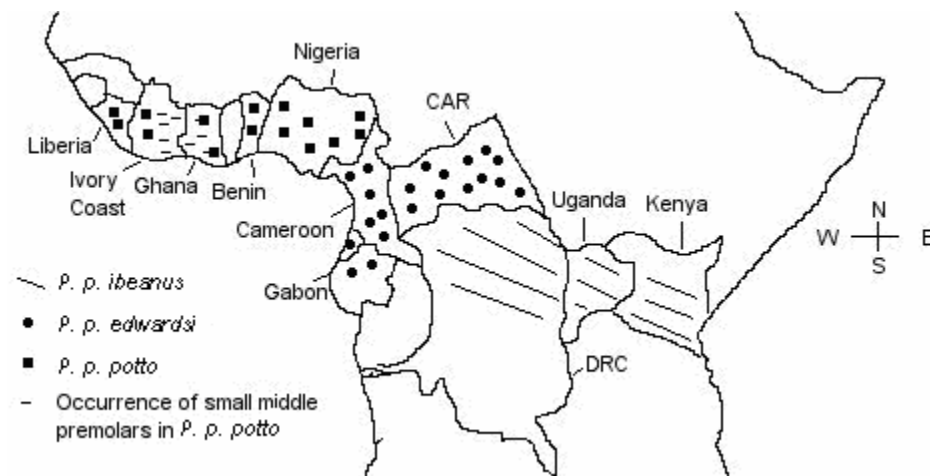 Nigeria
CAR
Liberia
Ivory
Coast
Ghana
Benin
Uganda
Kenya
N
W
E
S
Cameroon
Gabon
DRC
P. p. ibeanus
P. p. edwardsi
P. p. potto
Occurrence of small middle
premolars in P. p. potto